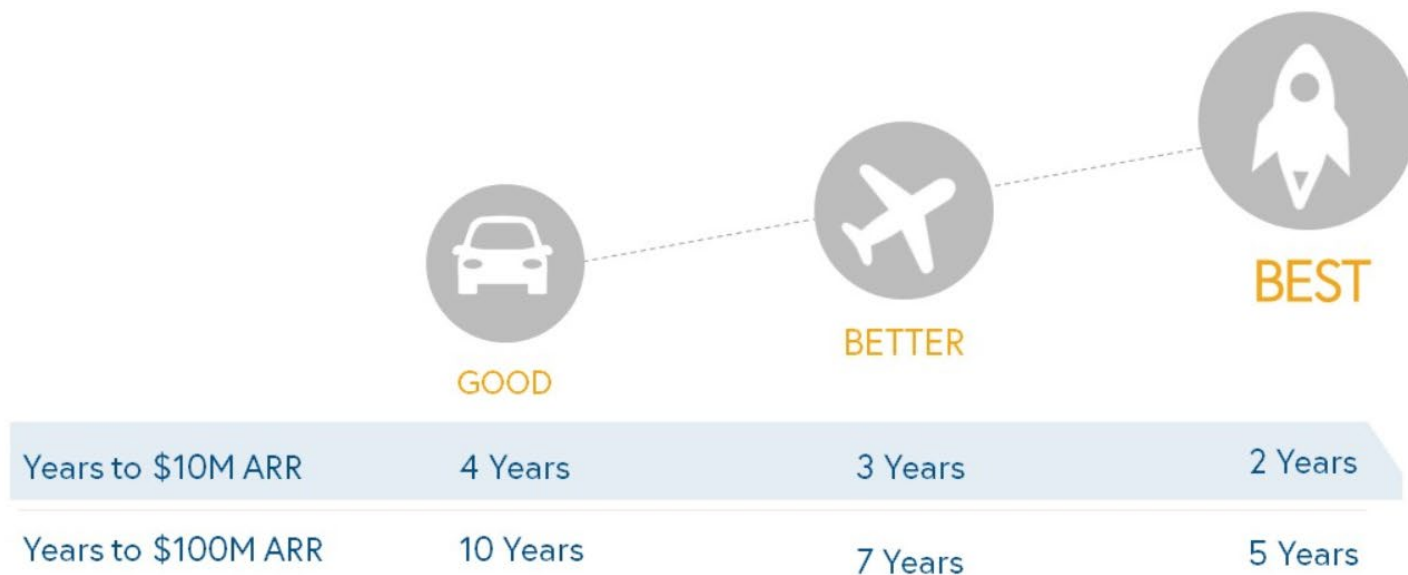 BEST
BETTER
GOOD
Years to $10M ARR 4 Years 3 Years 2 Years
Years to $100M ARR 10 Years 7 Years 5 Years